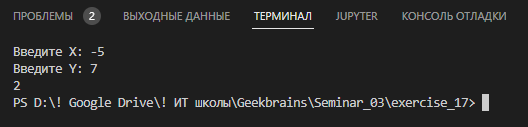 ПРОБЛЕМЫ 2 ВЫХОДНЫЕ ДАННЫЕ ТЕРМИНАЛ JUPYTER КОНСОЛЬ ОТЛАДКИ
Введите X: -5
Введите Y: 7
2
PS D:\! Google Drive\! ИТ школы\Geekbrains\Seminar_03\exercise_17>